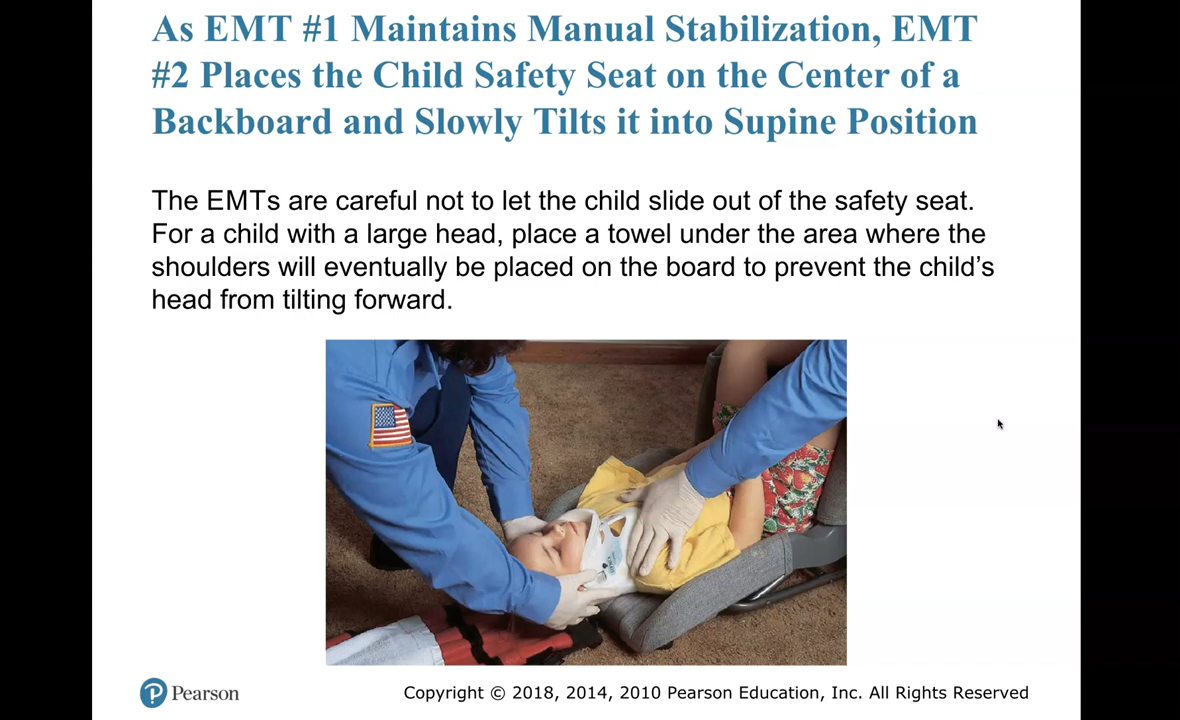 As EMT #1 Maintains Manual Stabilization, EMT
#2 Places the Child Safety Seat on the Center of a
Backboard and Slowly Tilts it into Supine Position
The EMTs are careful not to let the child slide out of the safety seat.
For a child with a large head, place a towel under the area where the
shoulders will eventually be placed on the board to prevent the child’s
head from tilting forward.
Pearson
Copyright © 2018, 2014, 2010 Pearson Education, Inc. All Rights Reserved